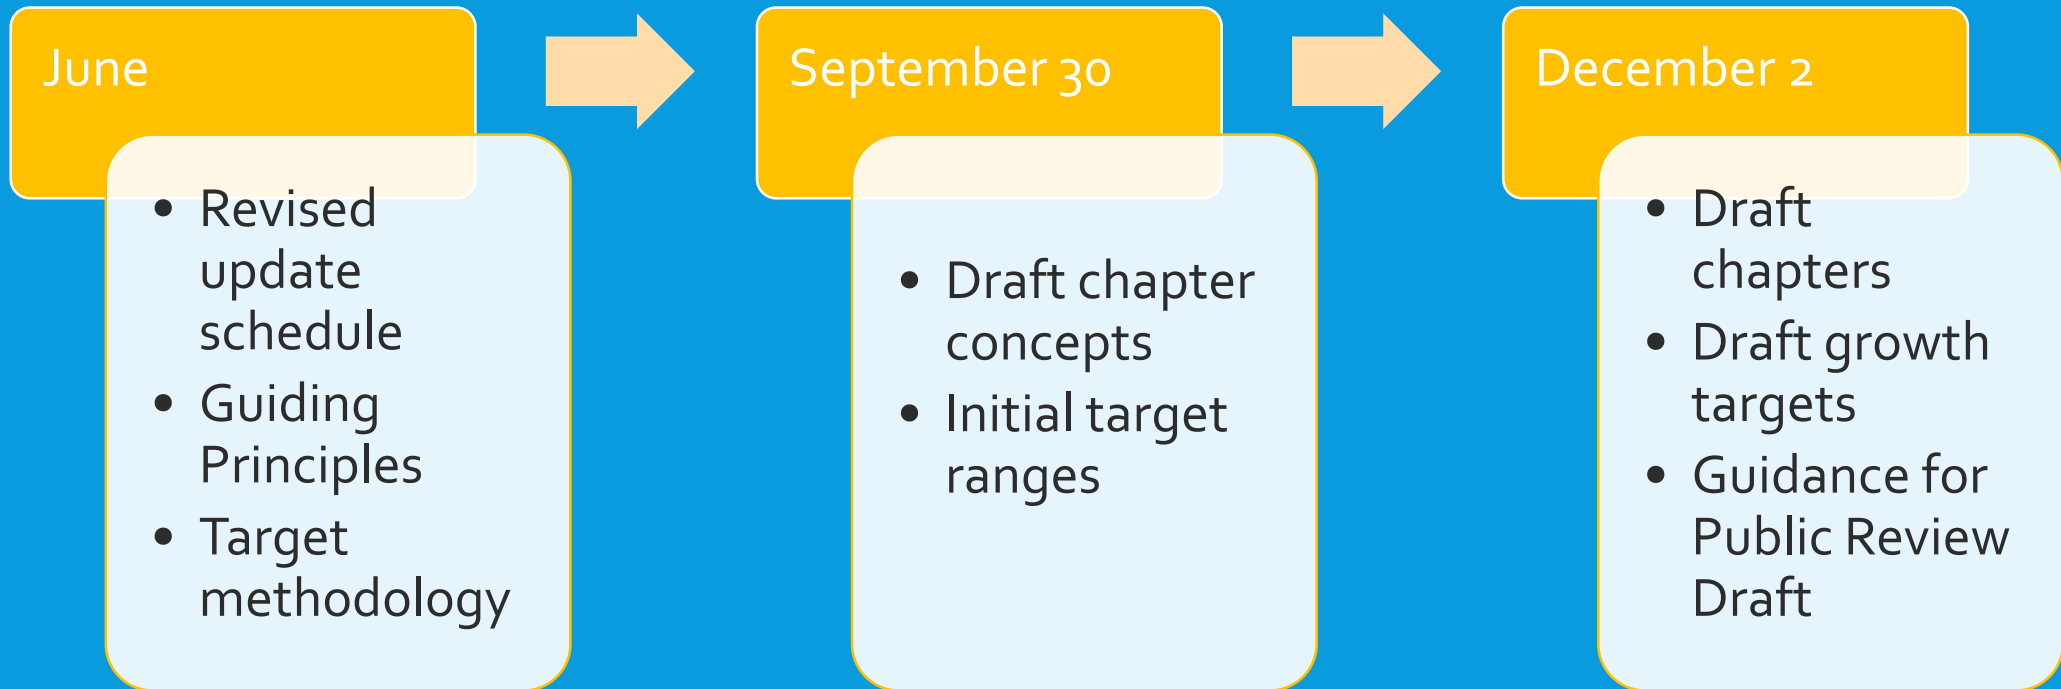 June
• Revised
update
schedule
• Guiding
Principles
• Target
methodology
September 30
• Draft chapter
concepts
• Initial target
ranges
December 2
• Draft
chapters
• Draft growth
targets
• Guidance for
Public Review
Draft